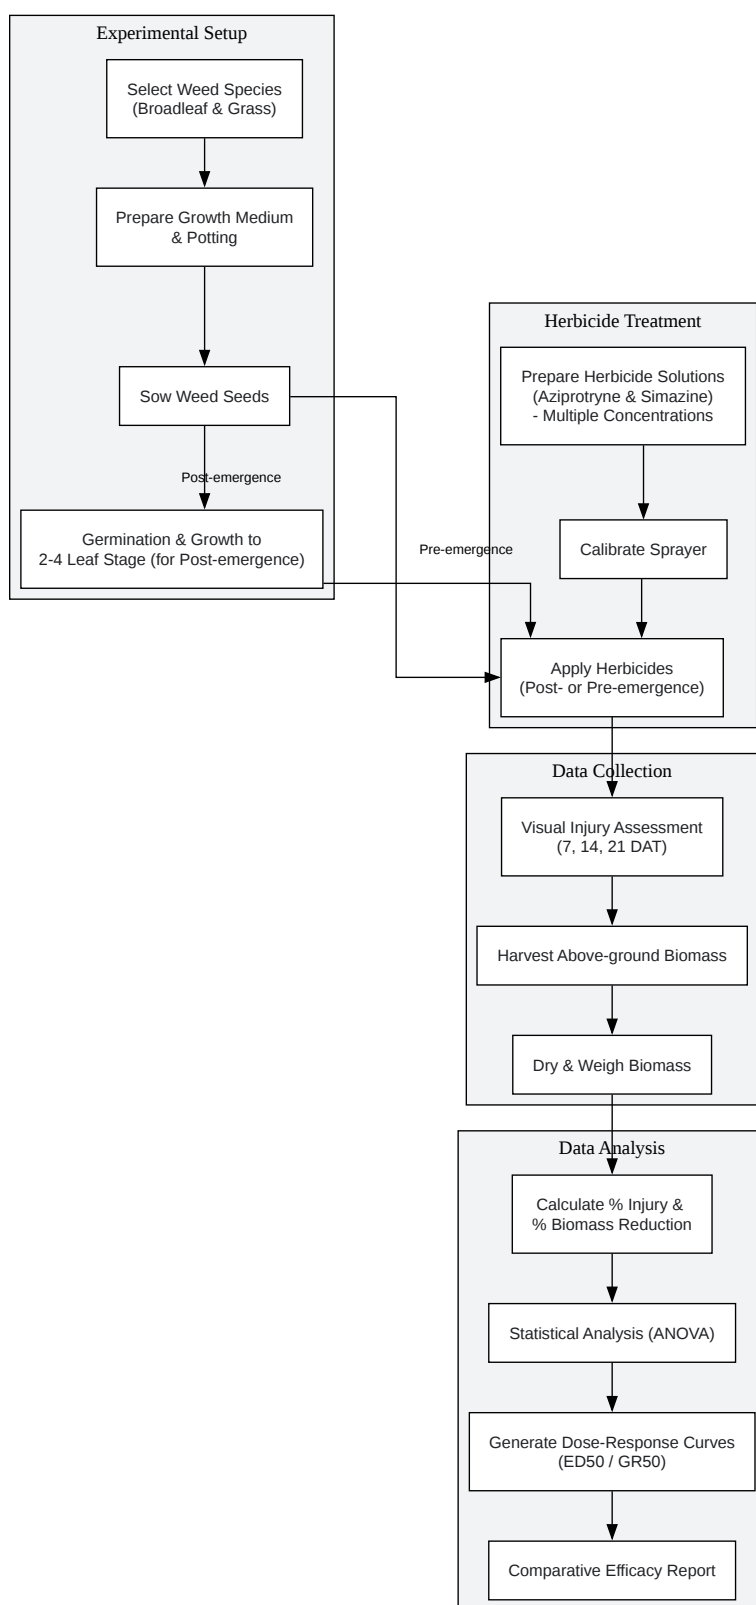 Experimental Setup
Select Weed Species
(Broadleaf & Grass)
Prepare Growth Medium
& Potting
Sow Weed Seeds
Post-emergence
Germination & Growth to
2-4 Leaf Stage (for Post-emergence)
Pre-emergence
Herbicide Treatment
Prepare Herbicide Solutions
(Aziprotryne & Simazine)
- Multiple Concentrations
Calibrate Sprayer
Apply Herbicides
(Post- or Pre-emergence)
Data Collection
Visual Injury Assessment
(7, 14, 21 DAT)
Harvest Above-ground Biomass
Dry & Weigh Biomass
Data Analysis
Calculate % Injury &
% Biomass Reduction
Statistical Analysis (ANOVA)
Generate Dose-Response Curves
(ED50 / GR50)
Comparative Efficacy Report